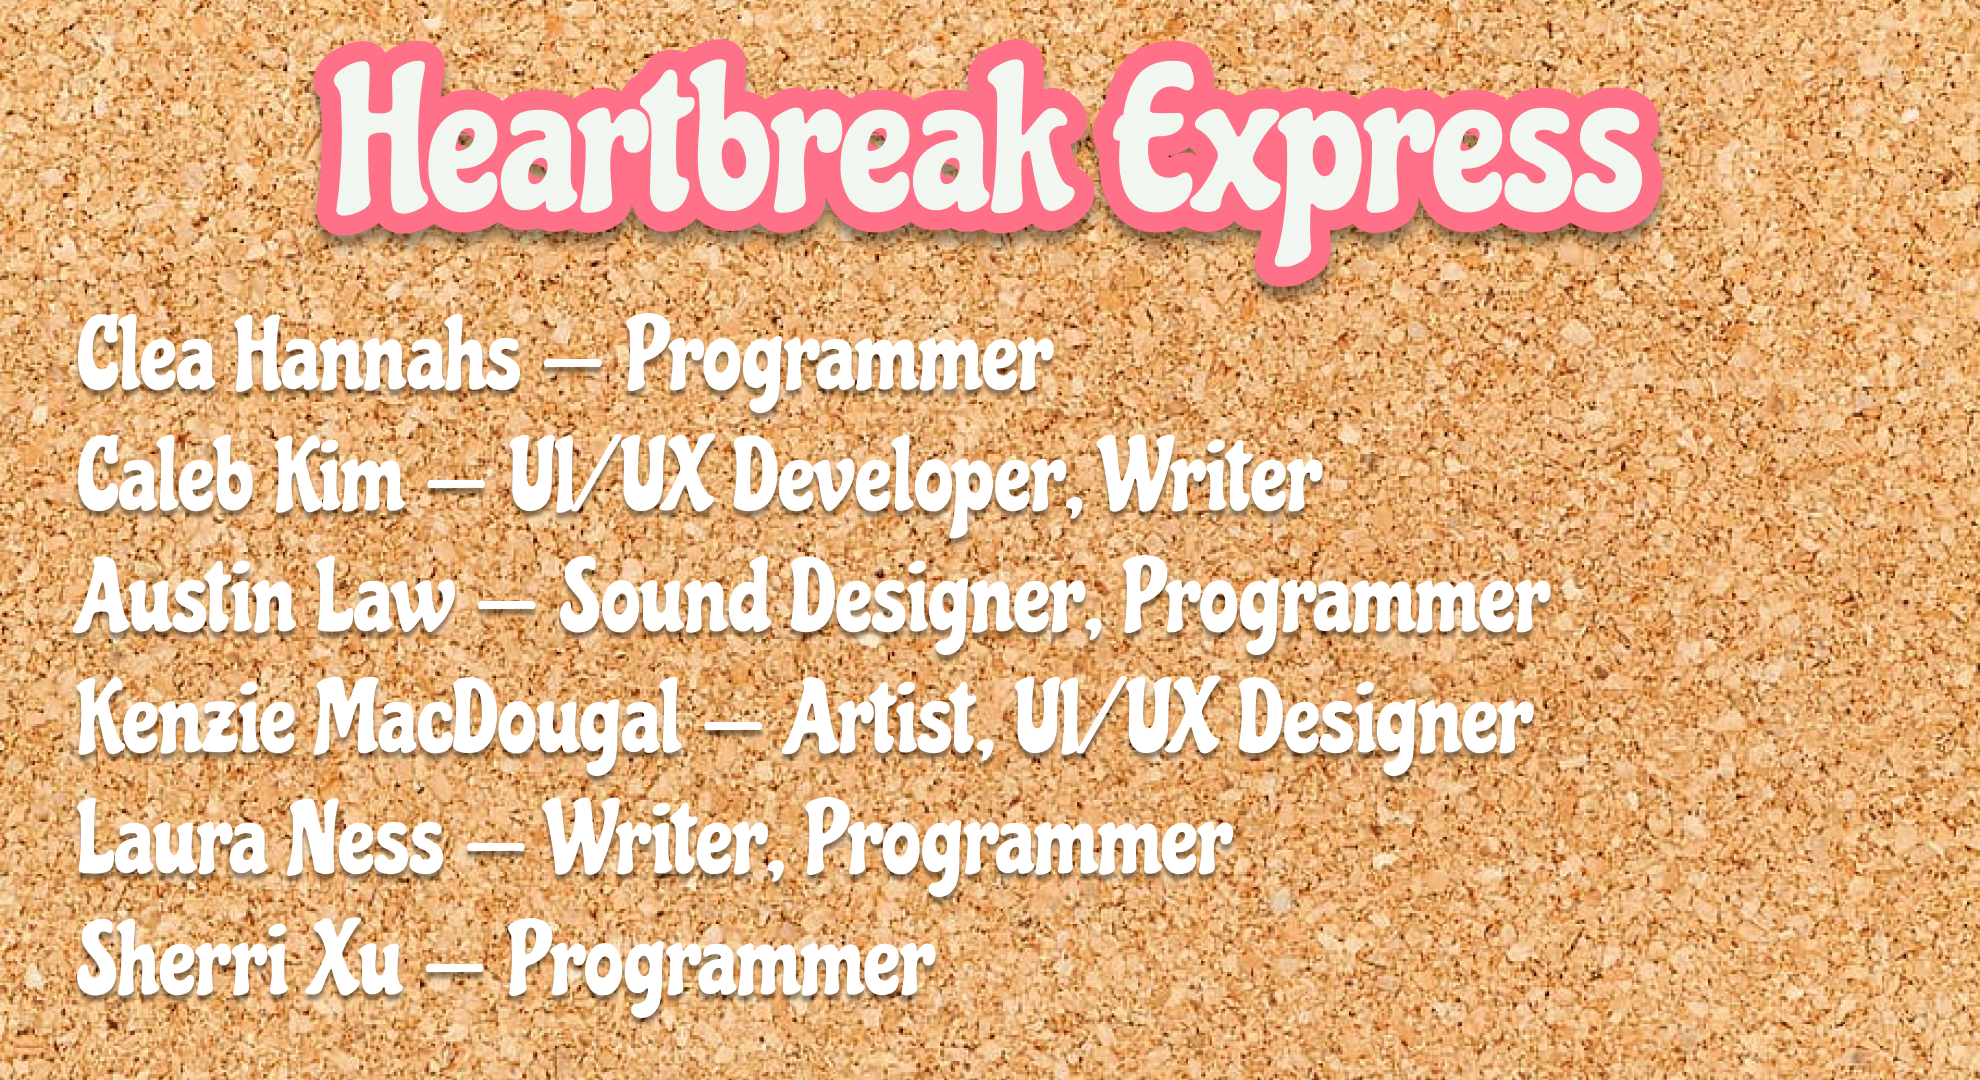 Heartbreak Express
Clea Hannahs – Programmer
Caleb Kim – UI/UX Developer, Writer
Austin Law – Sound Designer, Programmer
Kenzie MacDougal – Artist, UI/UX Designer
Laura Ness – Writer, Programmer
Sherri Xu – Programmer